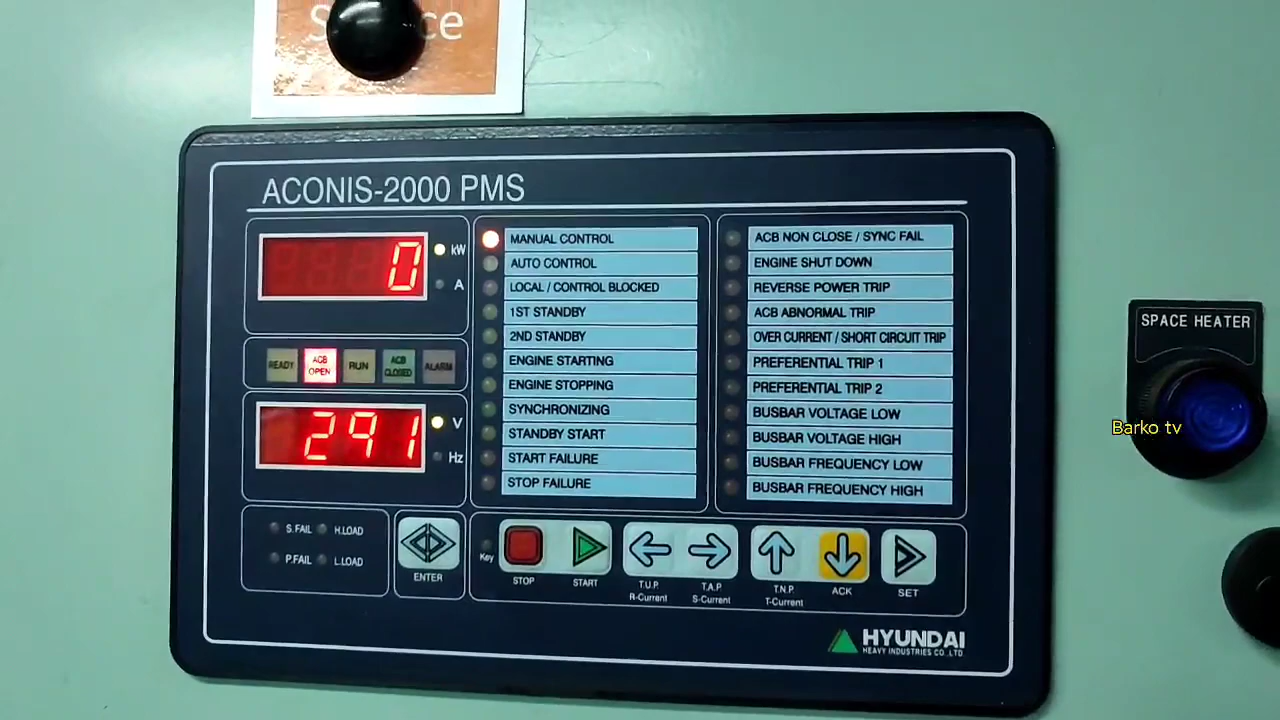 ACONIS-2000 PMS
0
kW
A
READY
ACB OPEN
RUN
ACB CLOSED
ALARM
291
V
Hz
MANUAL CONTROL
AUTO CONTROL
LOCAL / CONTROL BLOCKED
1ST STANDBY
2ND STANDBY
ENGINE STARTING
ENGINE STOPPING
SYNCHRONIZING
STANDBY START
START FAILURE
STOP FAILURE
ACB NON CLOSE / SYNC FAIL
ENGINE SHUT DOWN
REVERSE POWER TRIP
ACB ABNORMAL TRIP
OVER CURRENT / SHORT CIRCUIT TRIP
PREFERENTIAL TRIP 1
PREFERENTIAL TRIP 2
BUSBAR VOLTAGE LOW
BUSBAR VOLTAGE HIGH
BUSBAR FREQUENCY LOW
BUSBAR FREQUENCY HIGH
S.FAIL H.LOAD
P.FAIL L.LOAD
ENTER
Key
STOP
START
T.U.P.
R-Current
T.A.P.
S-Current
T.N.P.
T-Current
ACK
SET
HYUNDAI
HEAVY INDUSTRIES CO.,LTD
SPACE HEATER
Barko tv